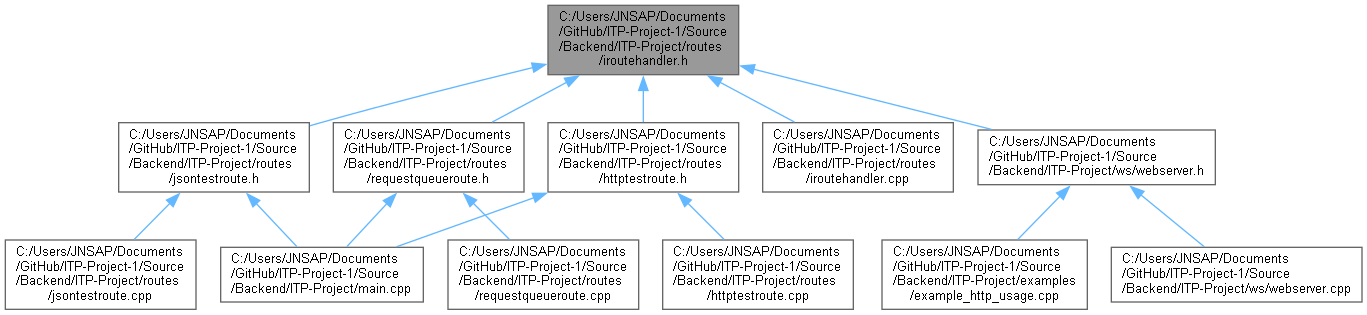 C:/Users/JNSAP/Documents
/GitHub/ITP-Project-1/Source
/Backend/ITP-Project/routes
/iroutehandler.h
C:/Users/JNSAP/Documents
/GitHub/ITP-Project-1/Source
/Backend/ITP-Project/routes
/jsontestroute.h
C:/Users/JNSAP/Documents
/GitHub/ITP-Project-1/Source
/Backend/ITP-Project/routes
/requestqueueroute.h
C:/Users/JNSAP/Documents
/GitHub/ITP-Project-1/Source
/Backend/ITP-Project/routes
/httptestroute.h
C:/Users/JNSAP/Documents
/GitHub/ITP-Project-1/Source
/Backend/ITP-Project/routes
/iroutehandler.cpp
C:/Users/JNSAP/Documents
/GitHub/ITP-Project-1/Source
/Backend/ITP-Project/ws/webserver.h
C:/Users/JNSAP/Documents
/GitHub/ITP-Project-1/Source
/Backend/ITP-Project/routes
/jsontestroute.cpp
C:/Users/JNSAP/Documents
/GitHub/ITP-Project-1/Source
/Backend/ITP-Project/main.cpp
C:/Users/JNSAP/Documents
/GitHub/ITP-Project-1/Source
/Backend/ITP-Project/routes
/requestqueueroute.cpp
C:/Users/JNSAP/Documents
/GitHub/ITP-Project-1/Source
/Backend/ITP-Project/routes
/httptestroute.cpp
C:/Users/JNSAP/Documents
/GitHub/ITP-Project-1/Source
/Backend/ITP-Project/examples
/example_http_usage.cpp
C:/Users/JNSAP/Documents
/GitHub/ITP-Project-1/Source
/Backend/ITP-Project/ws/webserver.cpp